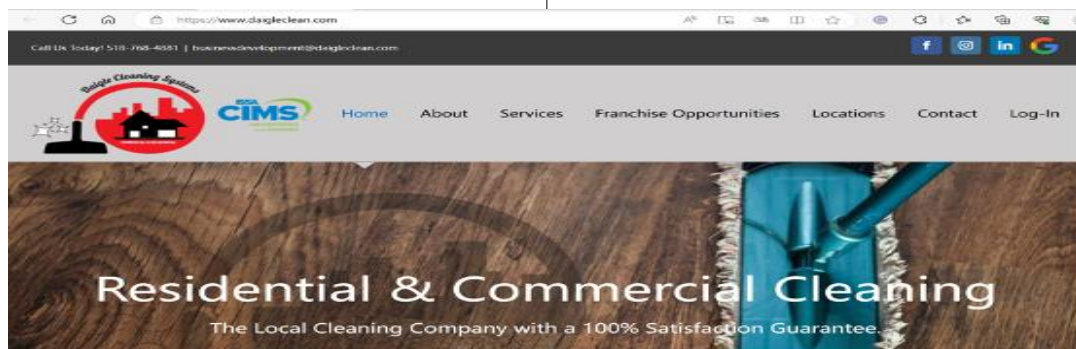 https://www.daigleclean.com
Call Us Today! 518-768-4881 | businessdevelopment@daigleclean.com
Daigle Cleaning Systems
ISSA
CIMS
Home About Services Franchise Opportunities Locations Contact Log-In
Residential & Commercial Cleaning
The Local Cleaning Company with a 100% Satisfaction Guarantee.